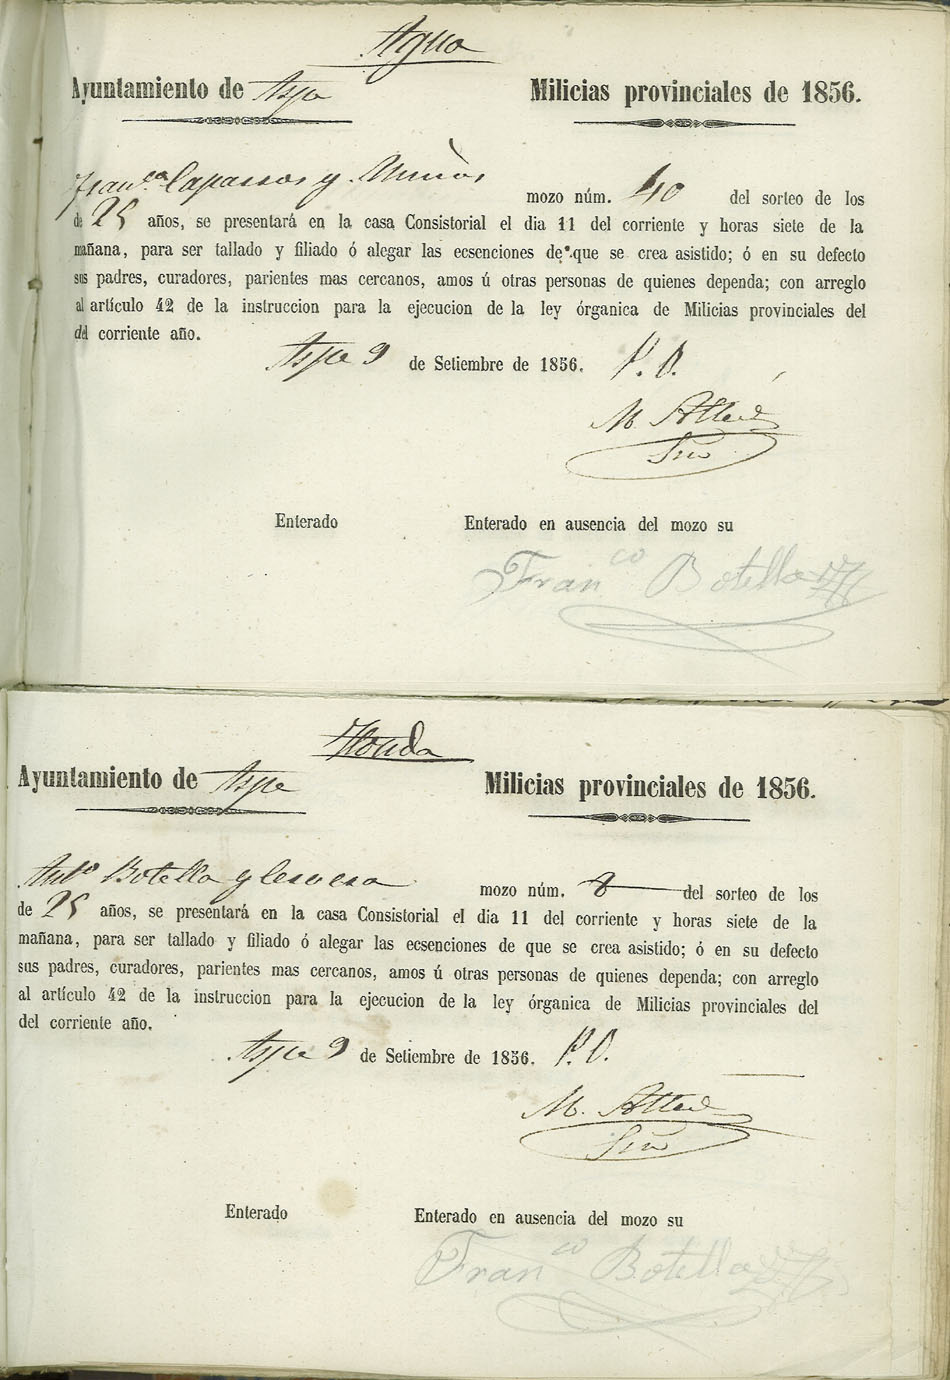 Agua
Ayuntamiento de Aspe
Milicias provinciales de 1856.
Fran.co y
mozo núm. 40 del sorteo de los
de 25 años, se presentará en la casa Consistorial el dia 11 del corriente y horas siete de la
mañana, para ser tallado y filiado ó alegar las ecsenciones de que se crea asistido; ó en su defecto
sus padres, curadores, parientes mas cercanos, amos ú otras personas de quienes dependa; con arreglo
al artículo 42 de la instruccion para la ejecucion de la ley órganica de Milicias provinciales del
del corriente año.
Aspe 9 de Setiembre de 1856. P. O.
M.
Srio
Enterado
Enterado en ausencia del mozo su
Franco Botella
Honda
Ayuntamiento de Aspe
Milicias provinciales de 1856.
Anto Botella y
mozo núm. 8 del sorteo de los
de 25 años, se presentará en la casa Consistorial el dia 11 del corriente y horas siete de la
mañana, para ser tallado y filiado ó alegar las ecsenciones de que se crea asistido; ó en su defecto
sus padres, curadores, parientes mas cercanos, amos ú otras personas de quienes dependa; con arreglo
al artículo 42 de la instruccion para la ejecucion de la ley órganica de Milicias provinciales del
del corriente año.
Aspe 9 de Setiembre de 1856. P. O.
M.
Srio
Enterado
Enterado en ausencia del mozo su
Franco Botella